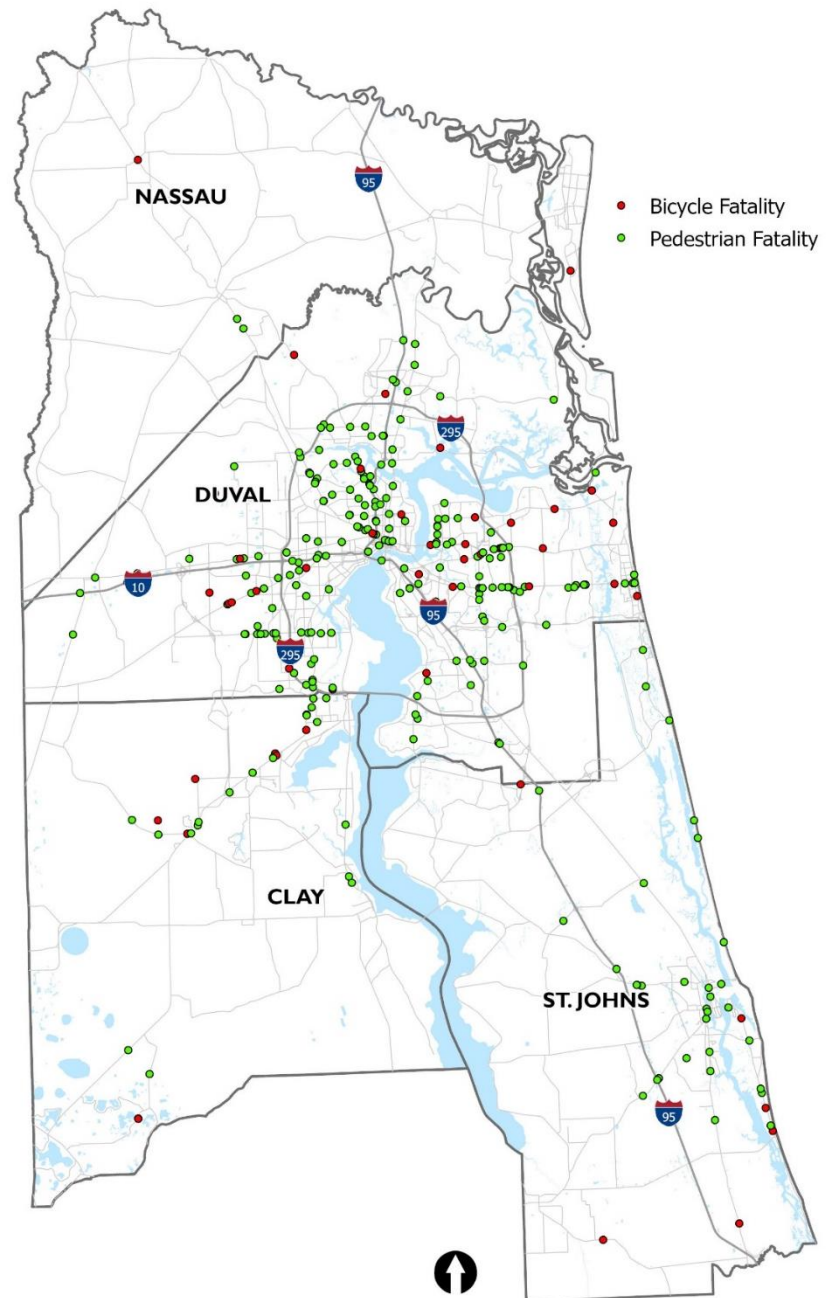 NASSAU
95
Bicycle Fatality
Pedestrian Fatality
295
DUVAL
10
95
295
CLAY
ST. JOHNS
95